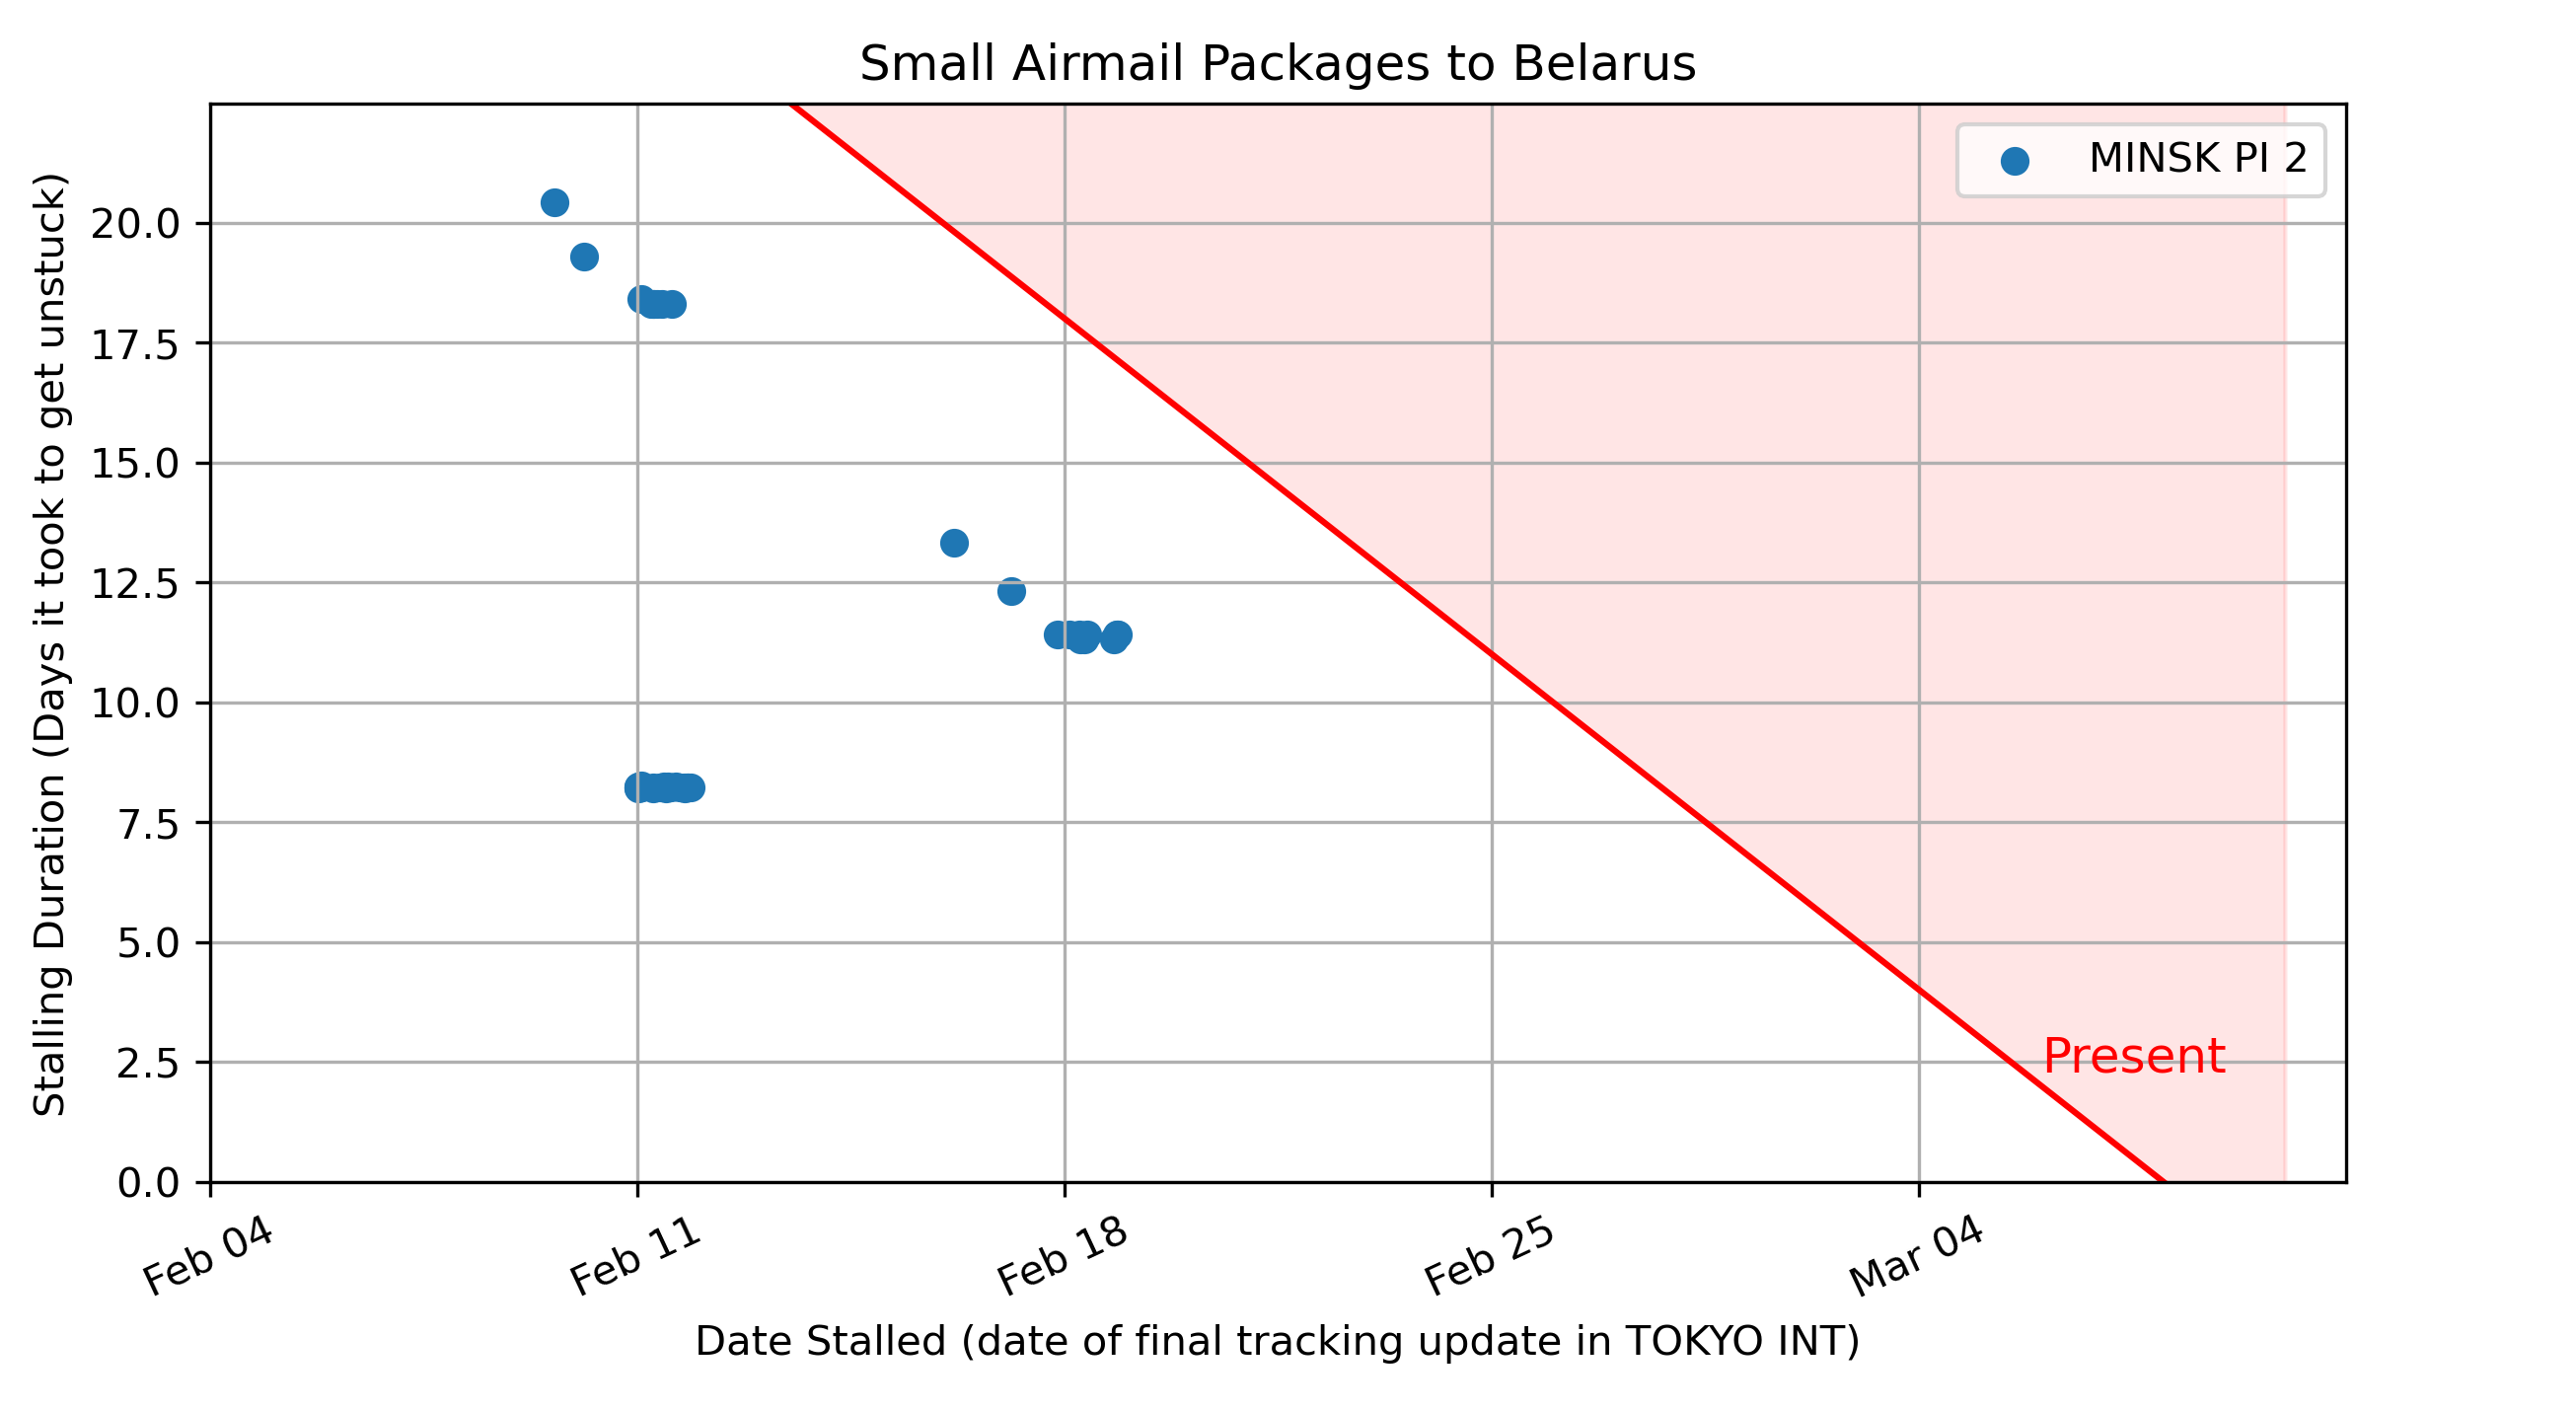 Small Airmail Packages to Belarus
MINSK PI 2
Stalling Duration (Days it took to get unstuck)
20.0
17.5
15.0
12.5
10.0
7.5
5.0
2.5
0.0
Present
Feb 04
Feb 11
Feb 18
Feb 25
Mar 04
Date Stalled (date of final tracking update in TOKYO INT)